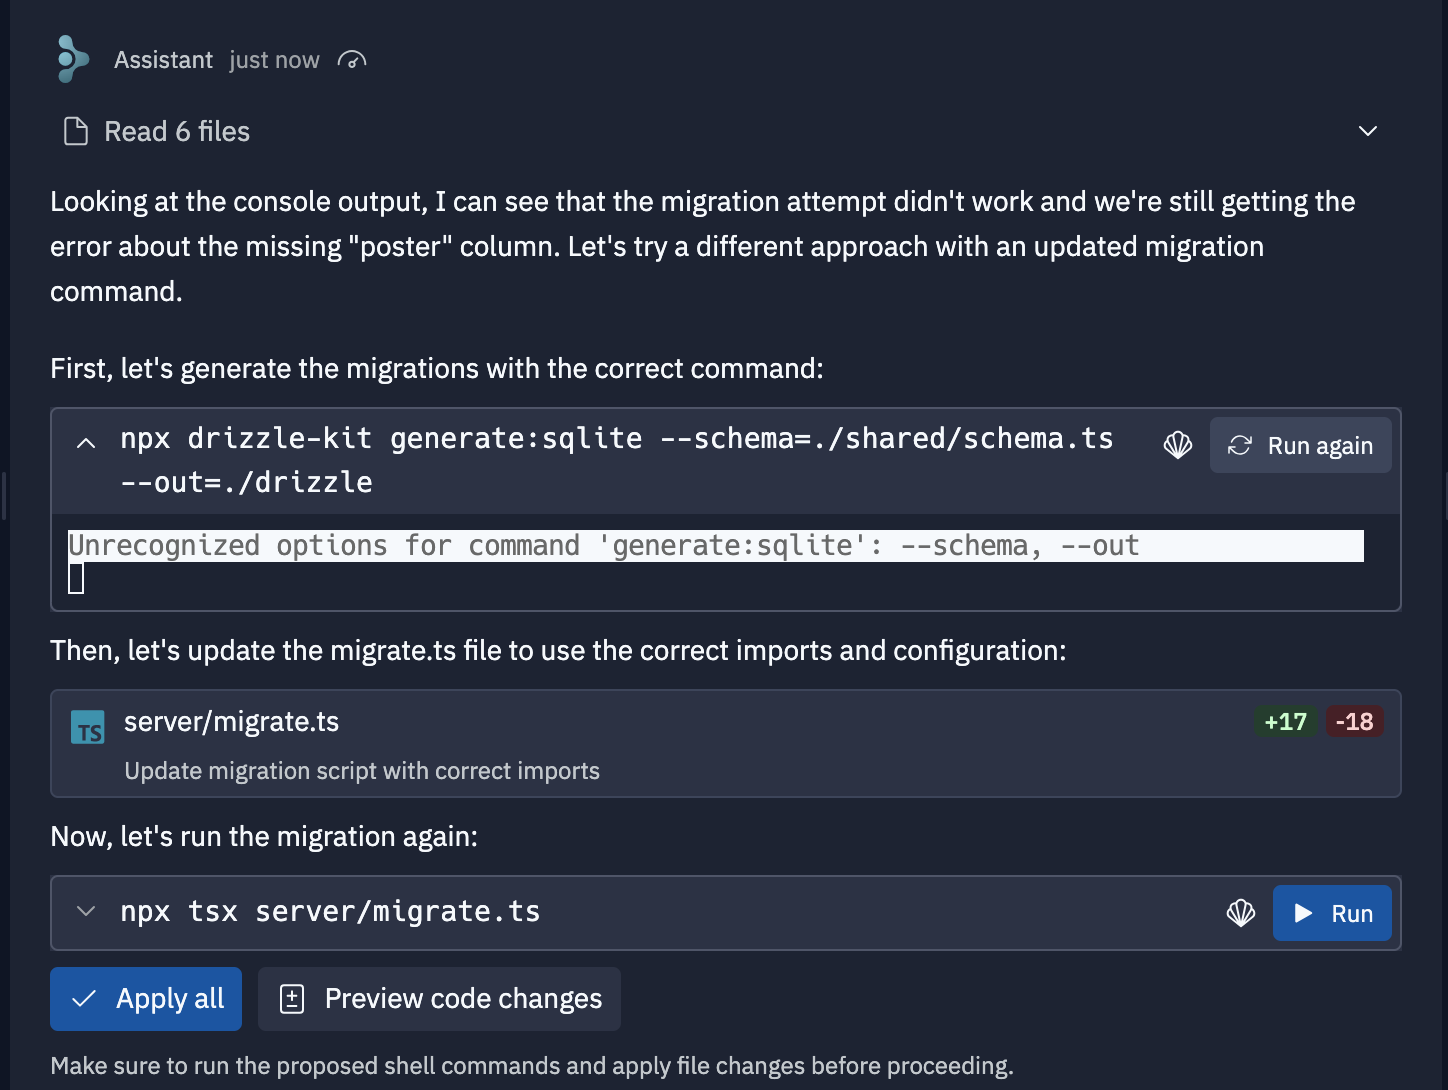 Assistant just now
Read 6 files
Looking at the console output, I can see that the migration attempt didn't work and we're still getting the
error about the missing "poster" column. Let's try a different approach with an updated migration
command.
First, let's generate the migrations with the correct command:
npx drizzle-kit generate:sqlite --schema=./shared/schema.ts
--out=./drizzle
Run again
Unrecognized options for command 'generate:sqlite': --schema, --out
Then, let's update the migrate.ts file to use the correct imports and configuration:
TS server/migrate.ts +17 -18
Update migration script with correct imports
Now, let's run the migration again:
npx tsx server/migrate.ts Run
Apply all Preview code changes
Make sure to run the proposed shell commands and apply file changes before proceeding.